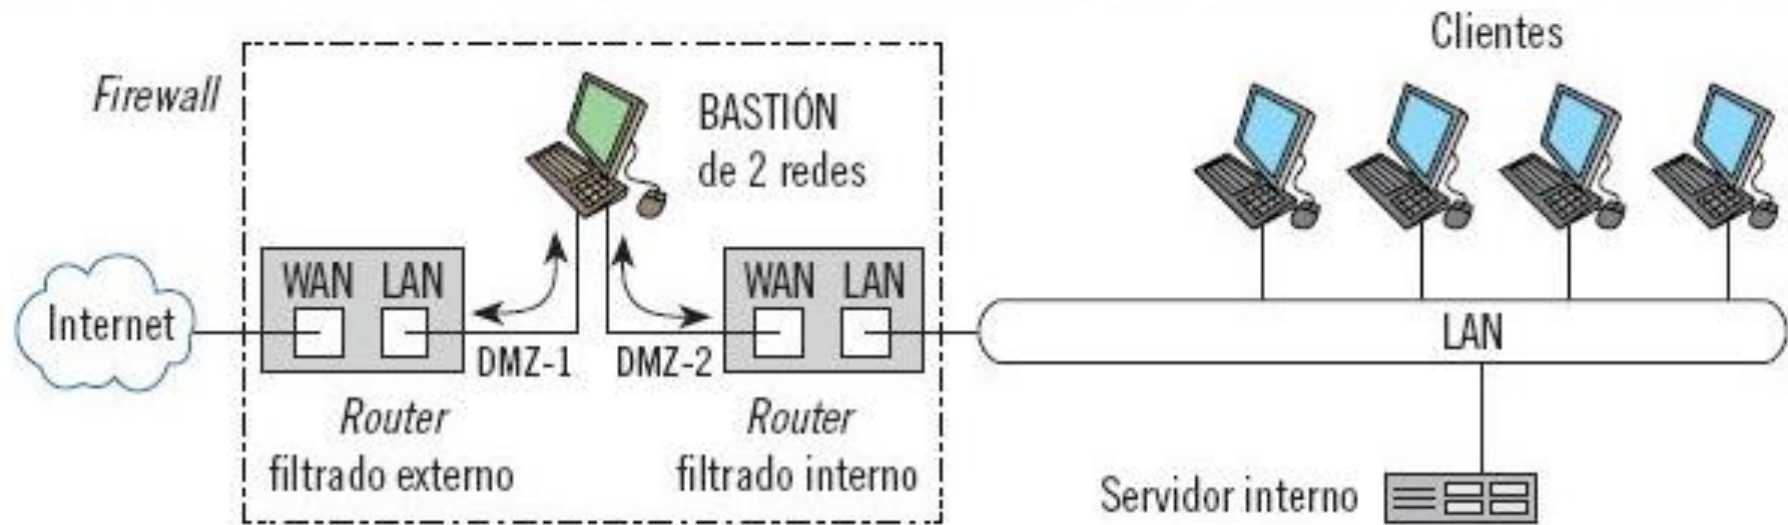 Clientes
Firewall
BASTIÓN
de 2 redes
Internet
WAN LAN
DMZ-1
DMZ-2
WAN LAN
LAN
Router
filtrado externo
Router
filtrado interno
Servidor interno